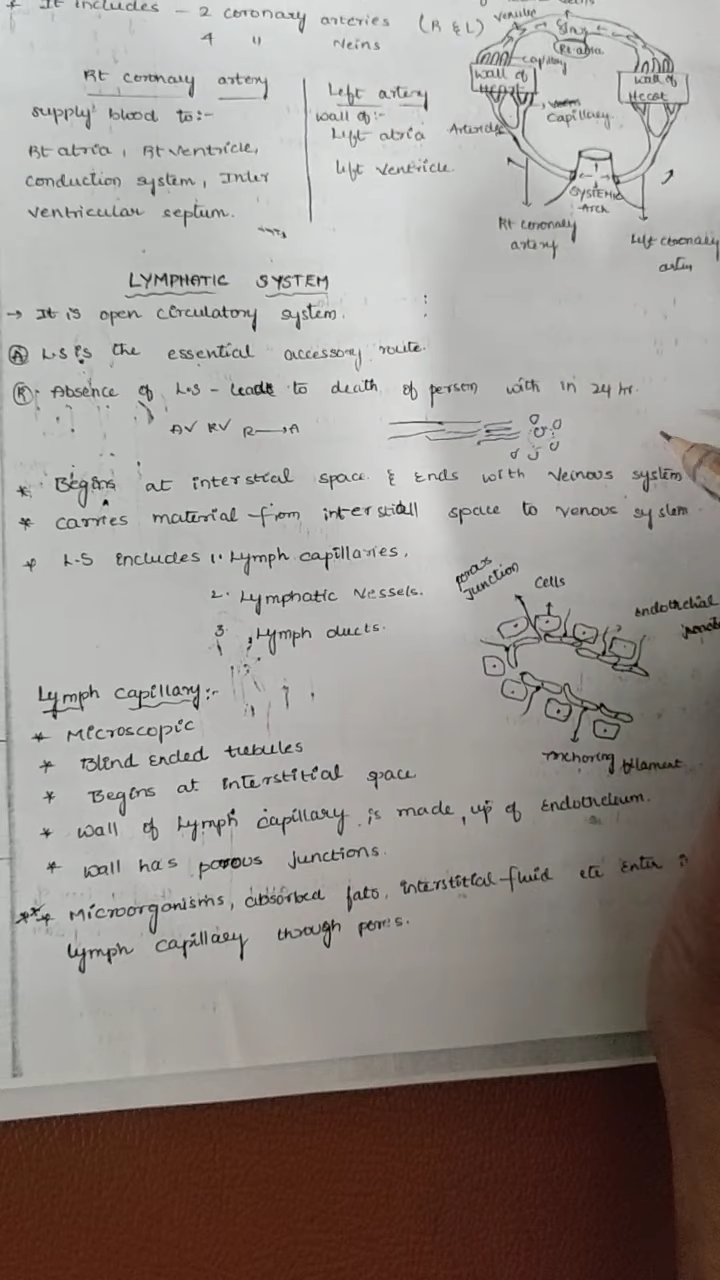 * It includes - 2 coronary arteries (R & L)
4 " Veins
Rt coronary artery
supply blood to:-
Rt atria, Rt ventricle,
conduction system, Inter
ventricular septum.
Left artery
wall of:-
Left atria
left ventricle.
venule
Rt atria
capillary
wall of
Heart
wall of
Heart
Capillary
Arteriole
SYSTEMIC
Arch
Rt coronary
artery
Left coronary
artery
LYMPHATIC SYSTEM
→ It is open circulatory system.
(A) L.S is the essential accessory route.
(R): Absence of L.S - leads to death of person with in 24 hr.
AV RV R→A
* Begins at interstial space & Ends with veinous system
* carries material from interstitall space to venous system
* L.S includes 1. Lymph capillaries,
2. Lymphatic Vessels.
3, Lymph ducts.
porous
junction
cells
endothelial
Anchoring filament
Lymph capillary:-
* Microscopic
* Blind ended tubules
* Begins at interstitial space
* wall of lymph capillary is made up of Endothelium.
* wall has porous junctions.
*** Microorganisms, absorbed fats, interstitial fluid etc enter
lymph capillary through pores.